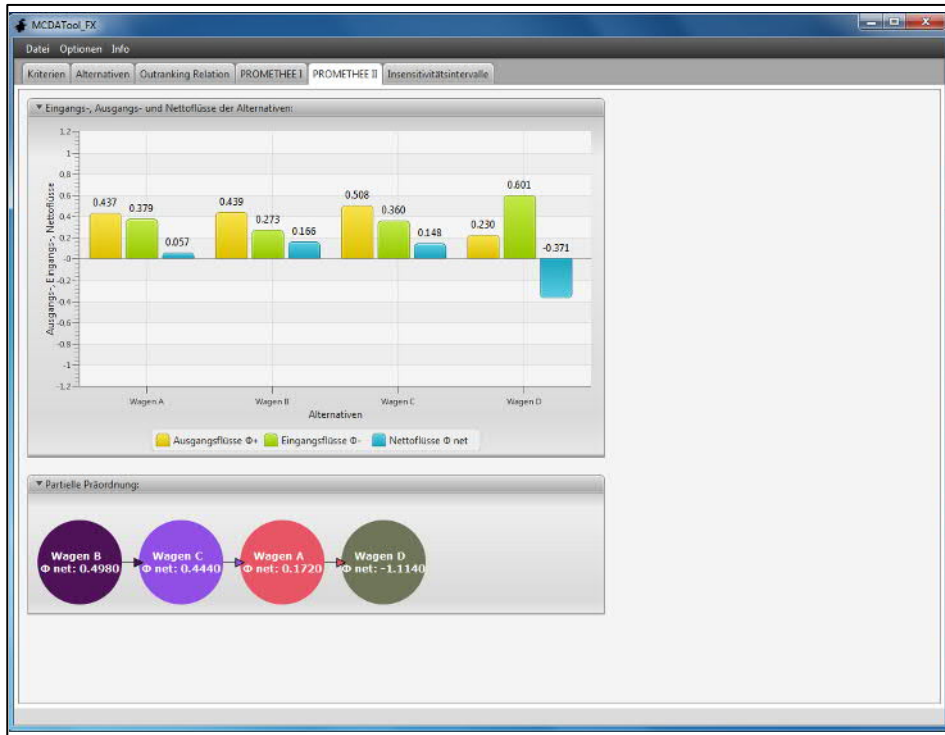 MCDATool_FX
Datei Optionen Info
Kriterien Alternativen Outranking Relation PROMETHEE I PROMETHEE II Insensitivitätsintervalle
Eingangs-, Ausgangs- und Nettoflüsse der Alternativen:
Ausgangs-, Eingangs-, Nettoflüsse
1.2
1
0.8
0.6
0.4
0.2
-0
-0.2
-0.4
-0.6
-0.8
-1
-1.2
0.437 0.379 0.057
0.439 0.273 0.166
0.508 0.360 0.148
0.230 0.601 -0.371
Wagen A Wagen B Wagen C Wagen D
Alternativen
Ausgangsflüsse Φ+ Eingangsflüsse Φ- Nettoflüsse Φ net
Partielle Präordnung:
Wagen B
Φ net: 0.4980
Wagen C
Φ net: 0.4440
Wagen A
Φ net: 0.1720
Wagen D
Φ net: -1.1140